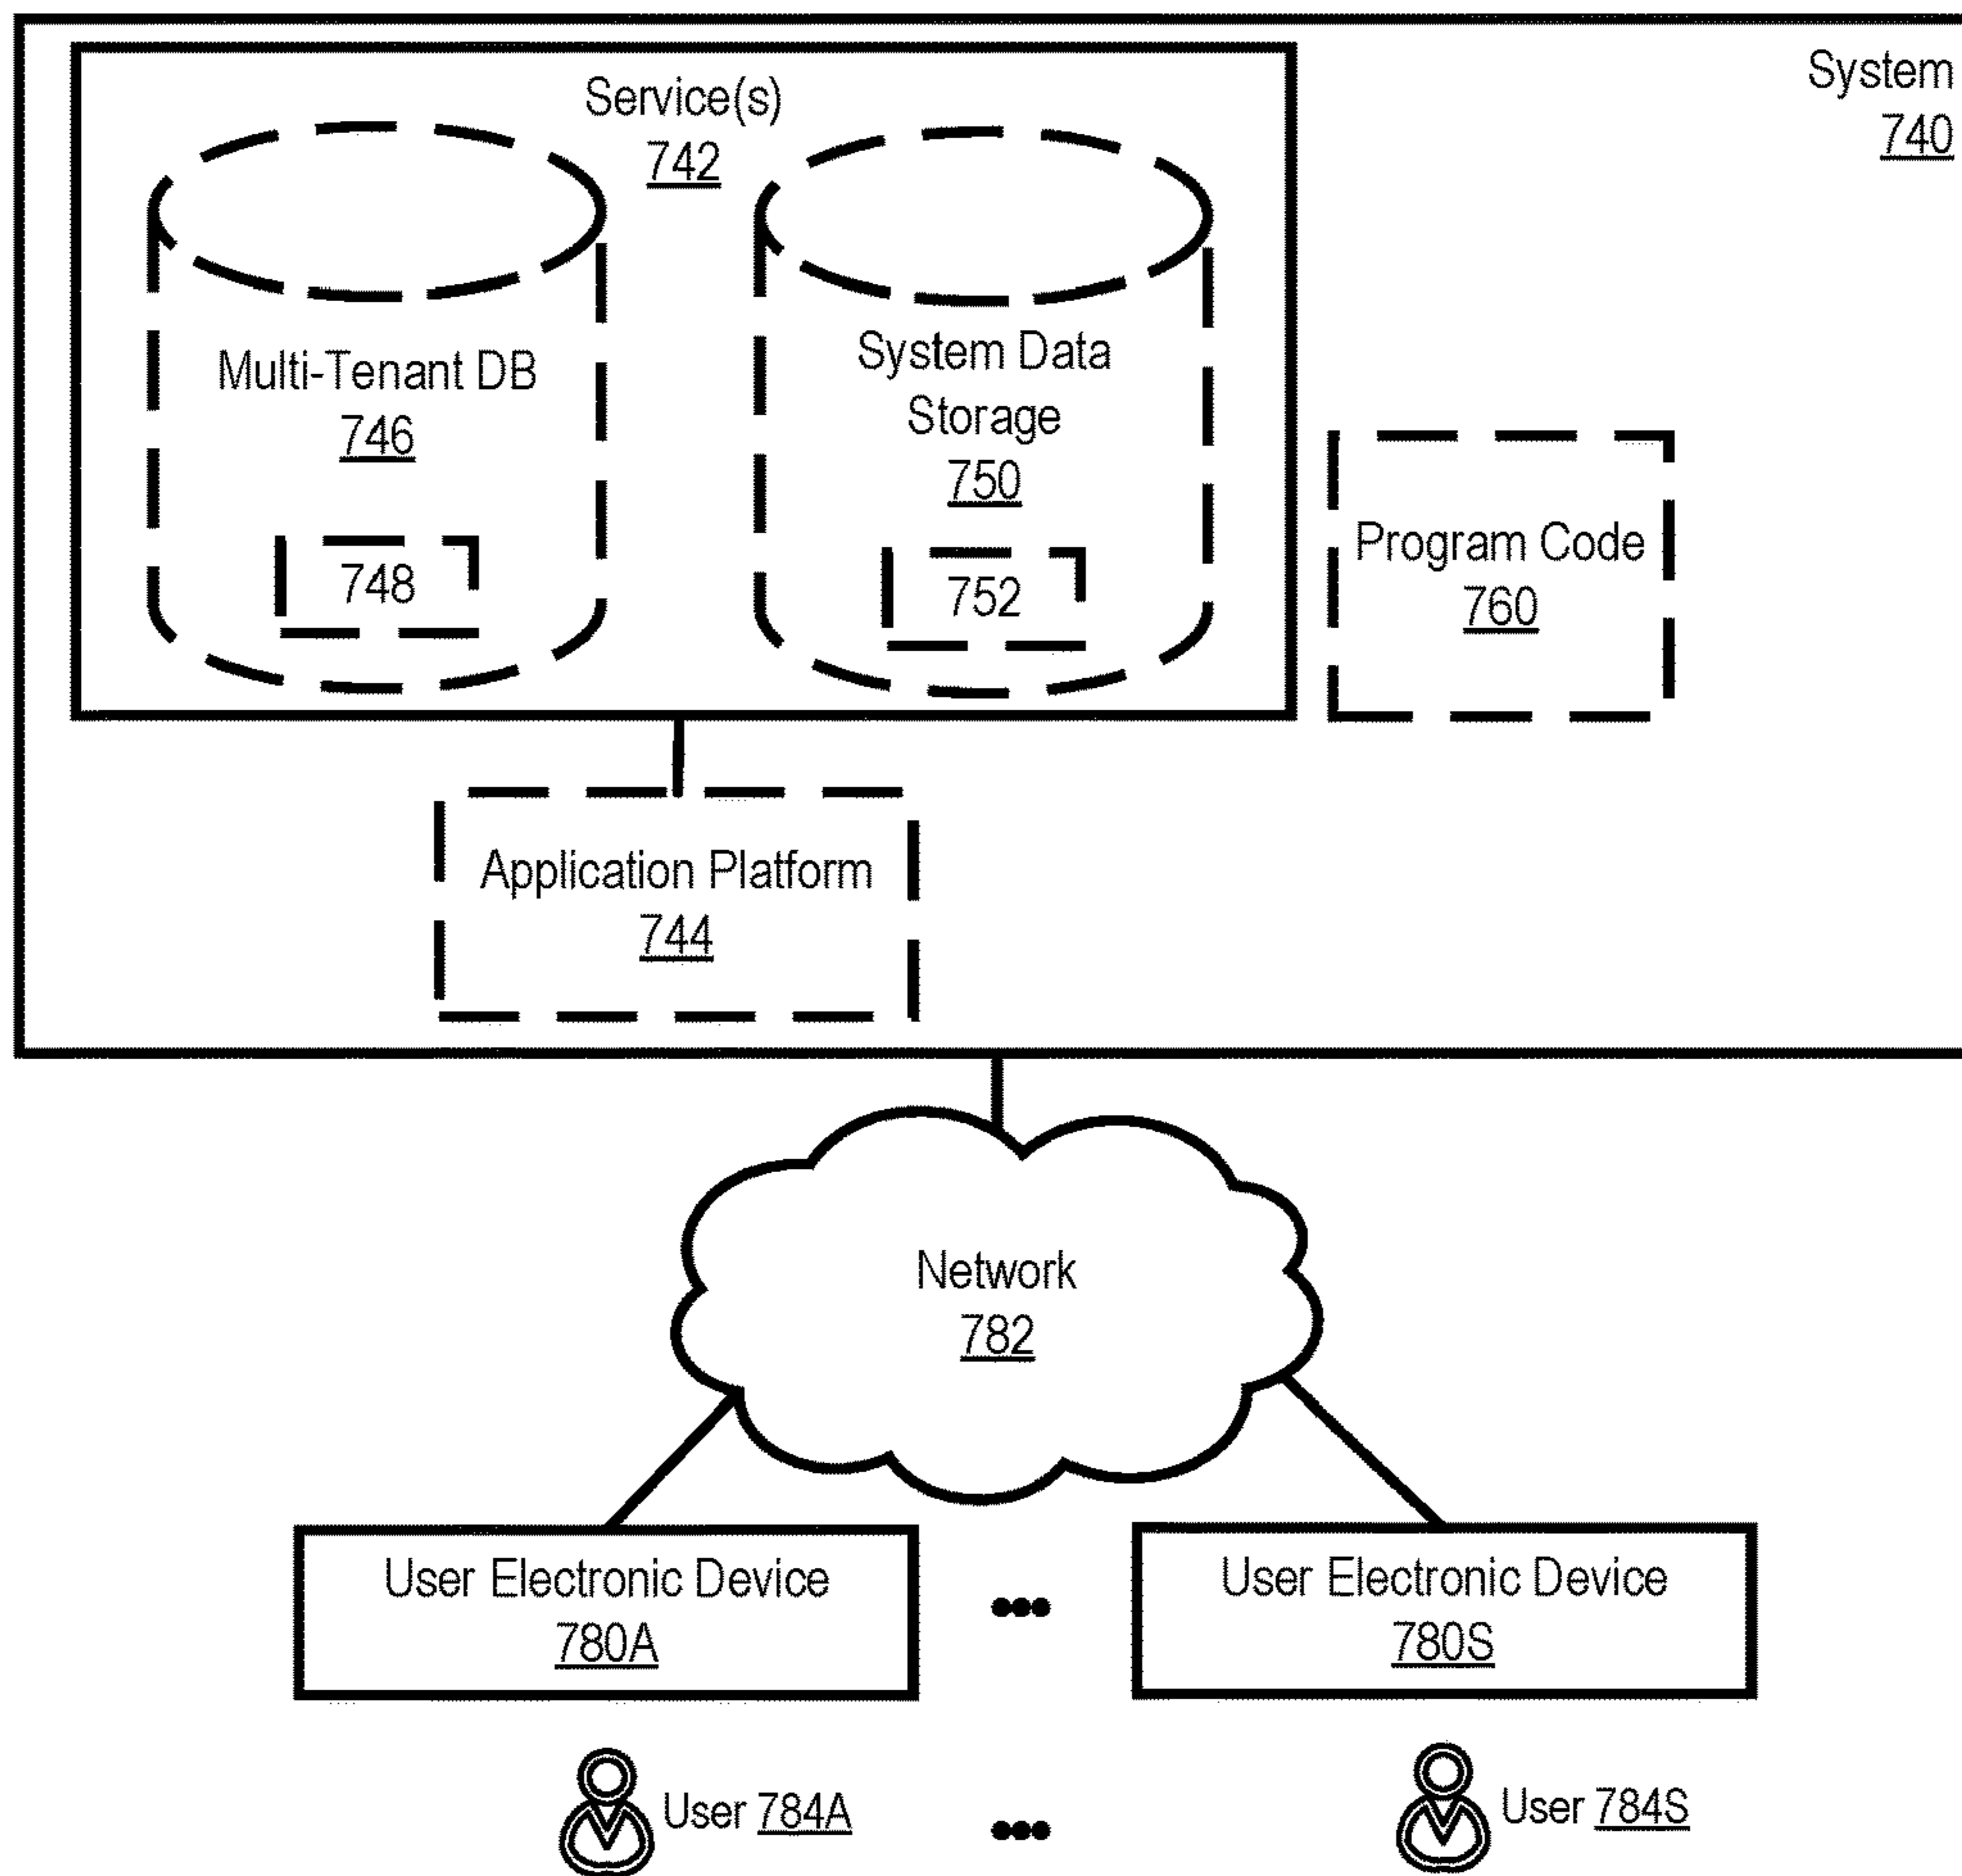 System
740
Service(s)
742
Multi-Tenant DB
746
748
System Data
Storage
750
752
Program Code
760
Application Platform
744
Network
782
User Electronic Device
780A
User Electronic Device
780S
User 784A
User 784S